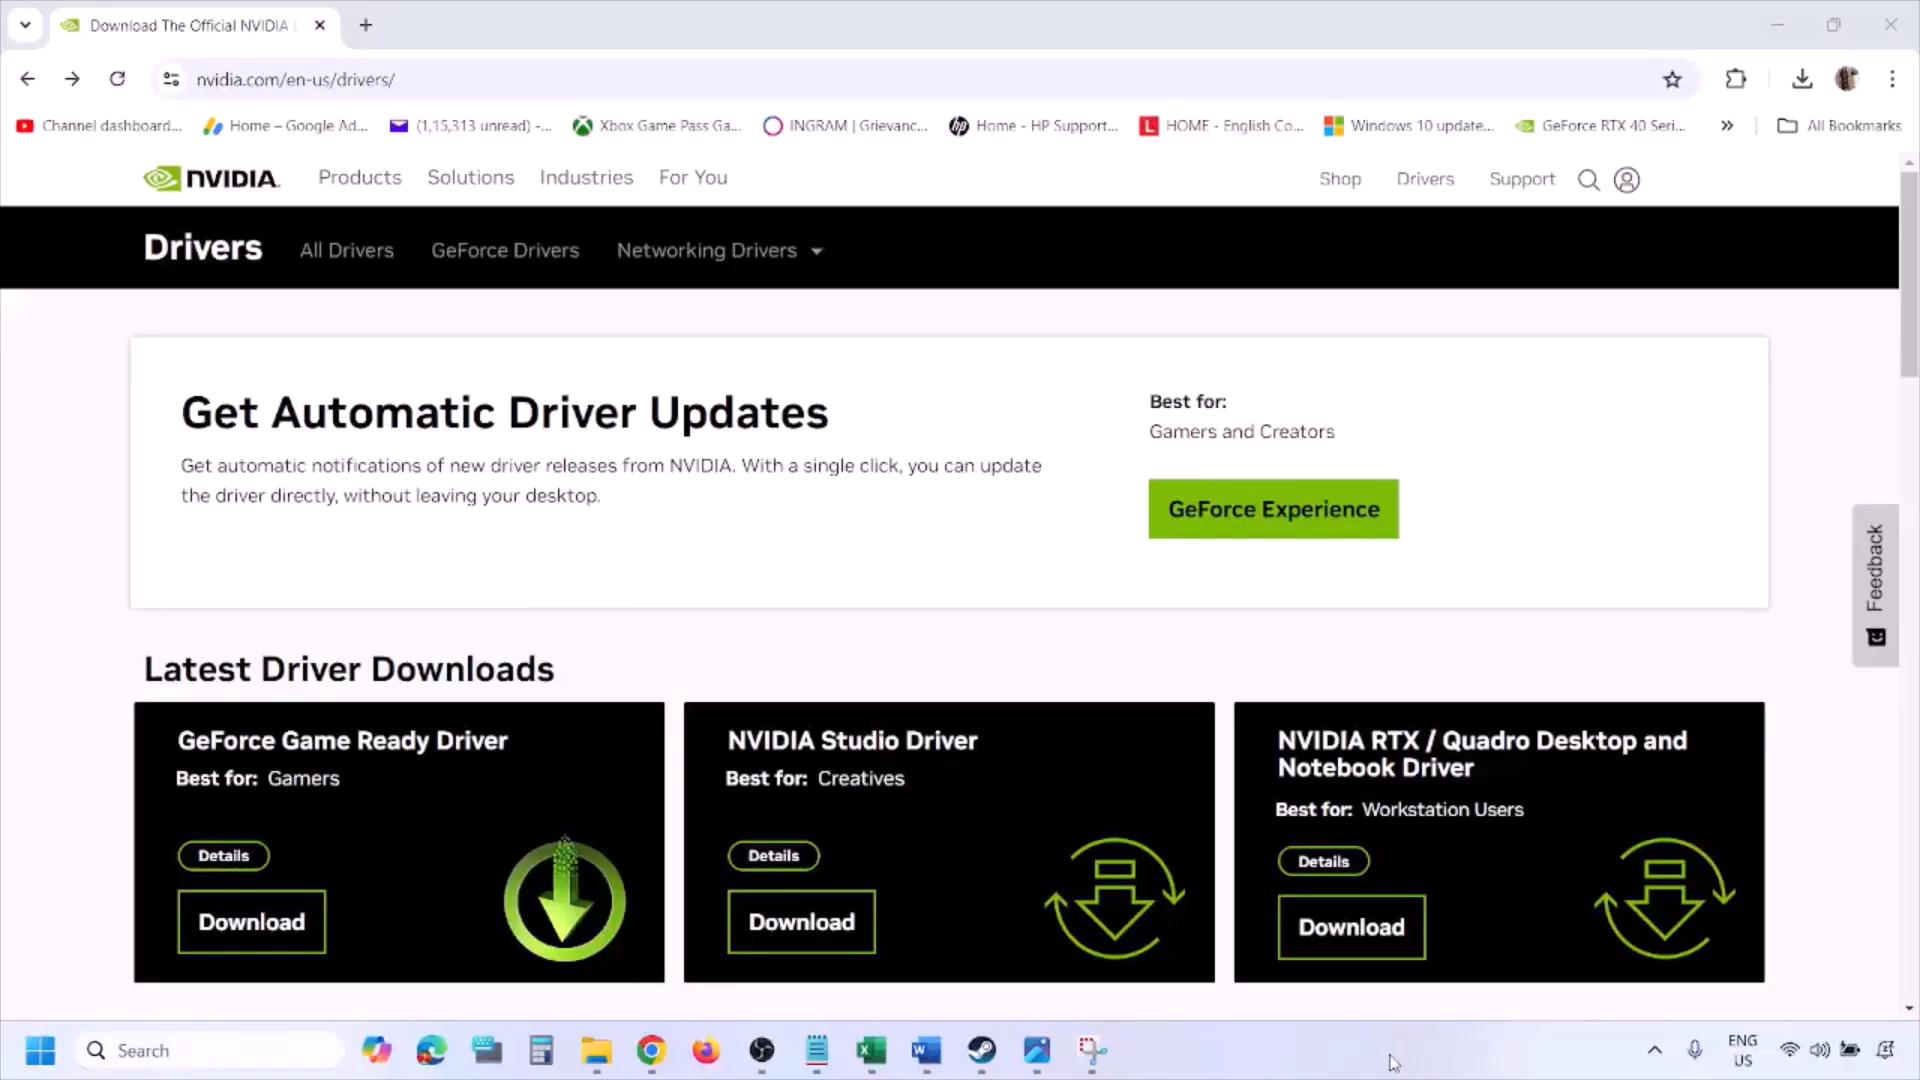 Download The Official NVIDIA
nvidia.com/en-us/drivers/
Channel dashboard...
Home – Google Ad...
(1,15,313 unread) -...
Xbox Game Pass Ga...
INGRAM | Grievanc...
Home - HP Support...
HOME - English Co...
Windows 10 update...
GeForce RTX 40 Seri...
All Bookmarks
NVIDIA.
Products
Solutions
Industries
For You
Shop
Drivers
Support
Drivers
All Drivers
GeForce Drivers
Networking Drivers
Get Automatic Driver Updates
Get automatic notifications of new driver releases from NVIDIA. With a single click, you can update
the driver directly, without leaving your desktop.
Best for:
Gamers and Creators
GeForce Experience
Feedback
Latest Driver Downloads
GeForce Game Ready Driver
Best for: Gamers
Details
Download
NVIDIA Studio Driver
Best for: Creatives
Details
Download
NVIDIA RTX / Quadro Desktop and
Notebook Driver
Best for: Workstation Users
Details
Download
Search
ENG
US